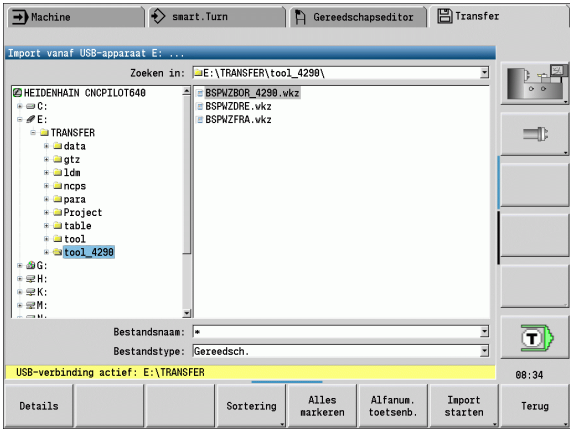 Machine
smart.Turn
Gereedschapseditor
Transfer
Import vanaf USB-apparaat E: ...
Zoeken in: E:\TRANSFER\tool_4290\
HEIDENHAIN CNCPILOT640
C:
E:
TRANSFER
data
gtz
ldm
ncps
para
Project
table
tool
tool_4290
G:
H:
K:
M:
N:
BSPWZBOR_4290.wkz
BSPWZDRE.wkz
BSPWZFRA.wkz
Bestandsnaam: *
Bestandstype: Gereedsch.
USB-verbinding actief: E:\TRANSFER
T
08:34
Details
Sortering
Alles
markeren
Alfanum.
toetsenb.
Import
starten
Terug